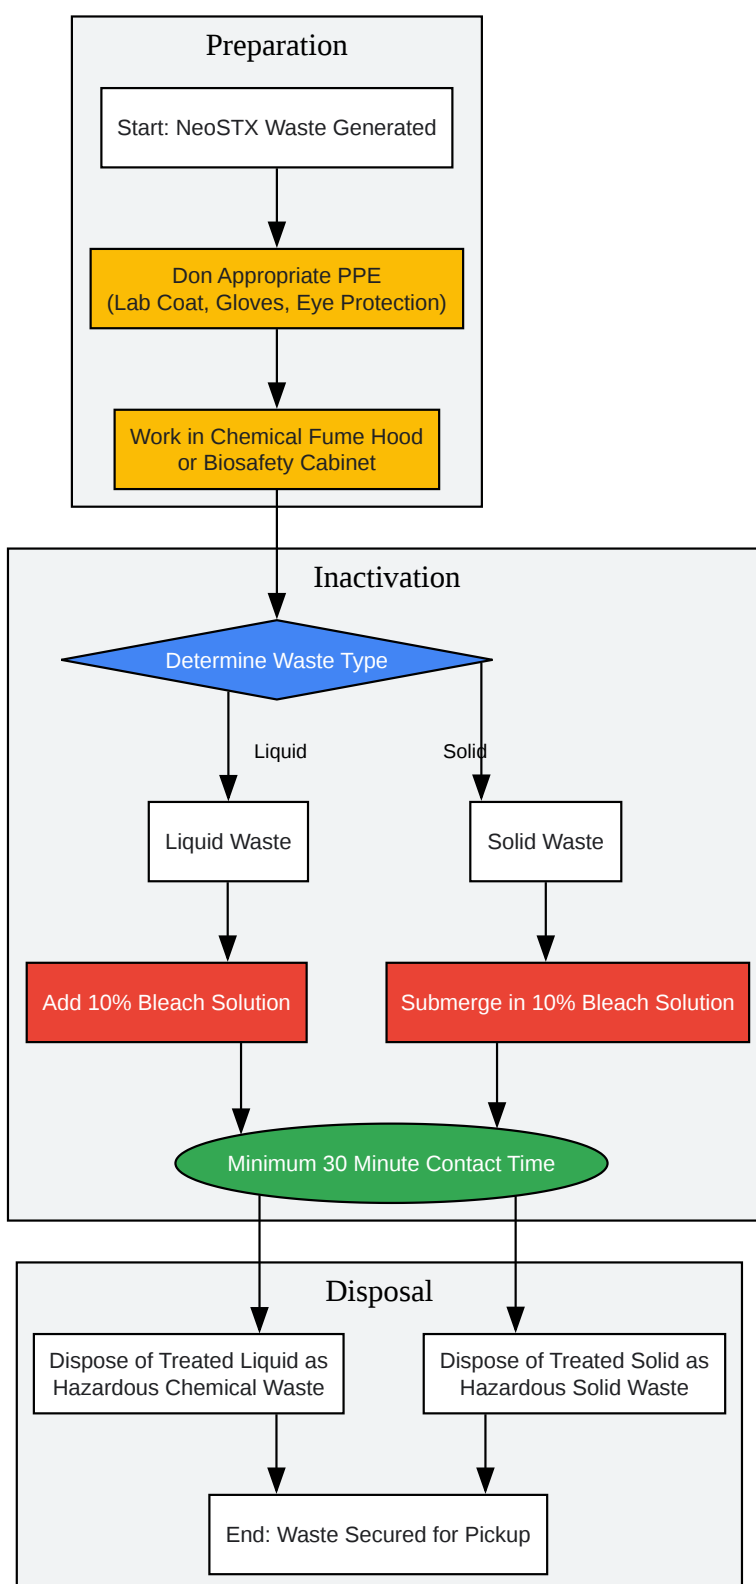 Preparation
Start: NeoSTX Waste Generated
Don Appropriate PPE
(Lab Coat, Gloves, Eye Protection)
Work in Chemical Fume Hood
or Biosafety Cabinet
Inactivation
Determine Waste Type
Liquid
Solid
Liquid Waste
Solid Waste
Add 10% Bleach Solution
Submerge in 10% Bleach Solution
Minimum 30 Minute Contact Time
Disposal
Dispose of Treated Liquid as
Hazardous Chemical Waste
Dispose of Treated Solid as
Hazardous Solid Waste
End: Waste Secured for Pickup